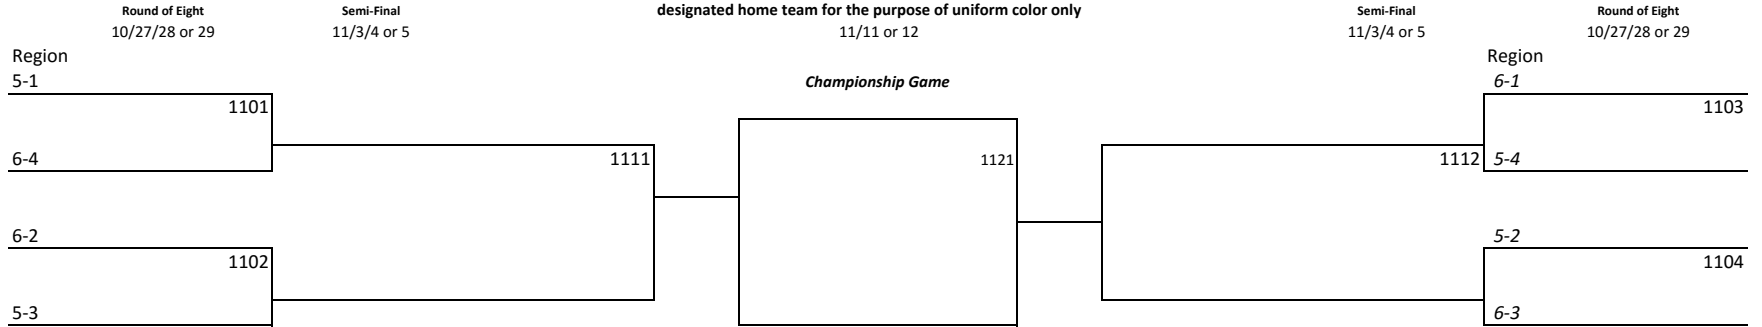 Round of Eight Semi-Final designated home team for the purpose of uniform color only Semi-Final Round of Eight
10/27/28 or 29 11/3/4 or 5 11/11 or 12 11/3/4 or 5 10/27/28 or 29
Region Region
5-1 Championship Game 6-1
1101 1103
6-4 1111 1121 1112 5-4
6-2 5-2
1102 1104
5-3 6-3